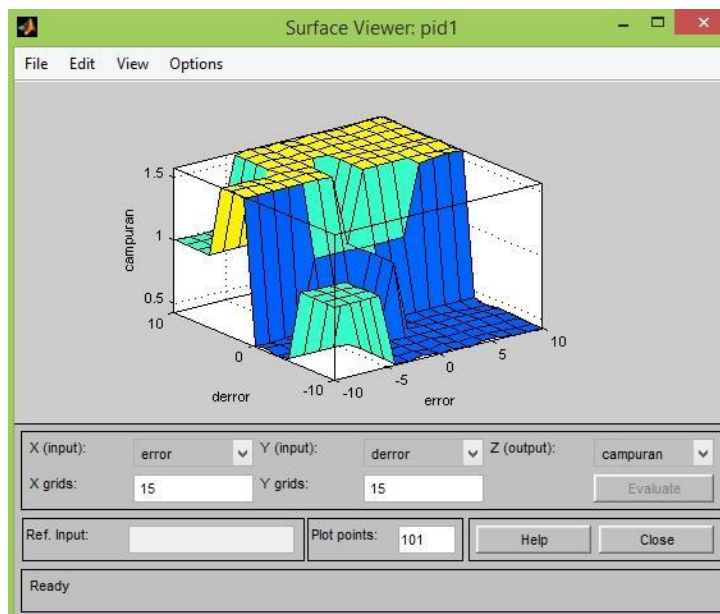 Surface Viewer: pid1
File Edit View Options
1.5
1
0.5
campuran
10
0
-10
derror
-10
-5
0
5
10
error
X (input): error Y (input): derror Z (output): campuran
X grids: 15 Y grids: 15 Evaluate
Ref. Input: Plot points: 101 Help Close
Ready